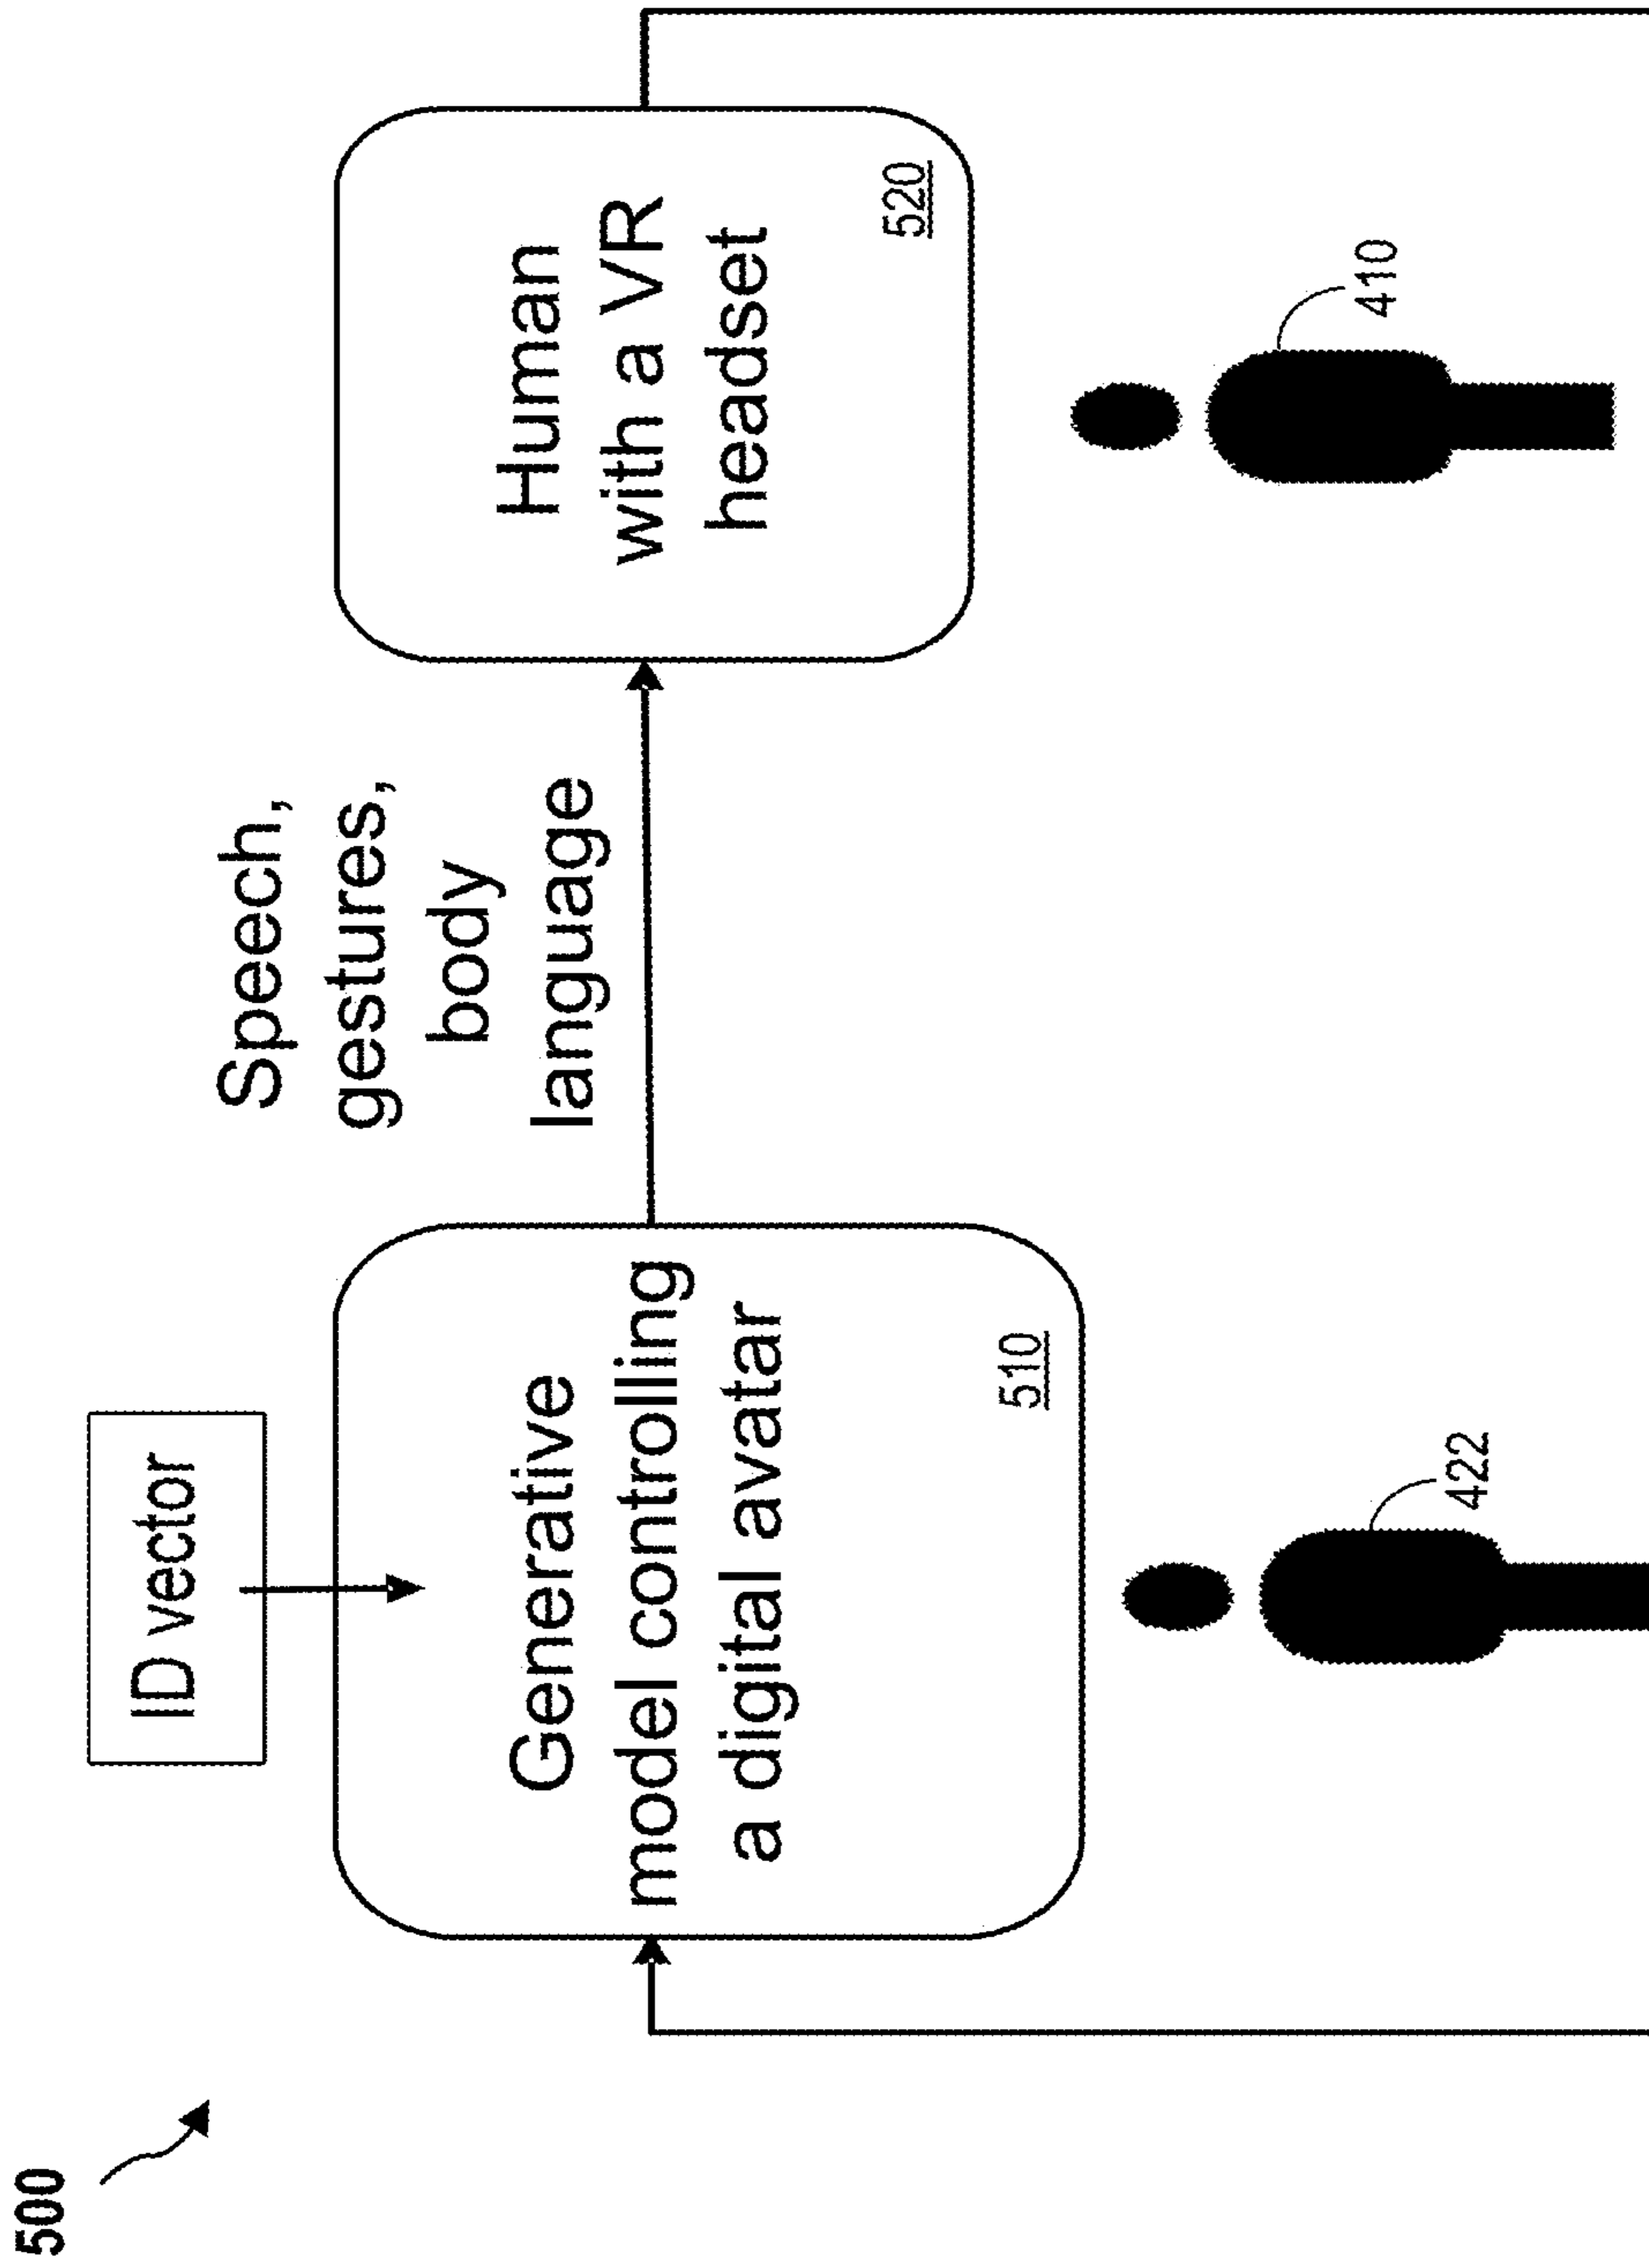 500
ID vector
Generative
model controlling
a digital avatar
510
Speech,
gestures,
body
language
Human
with a VR
headset
520
422
410